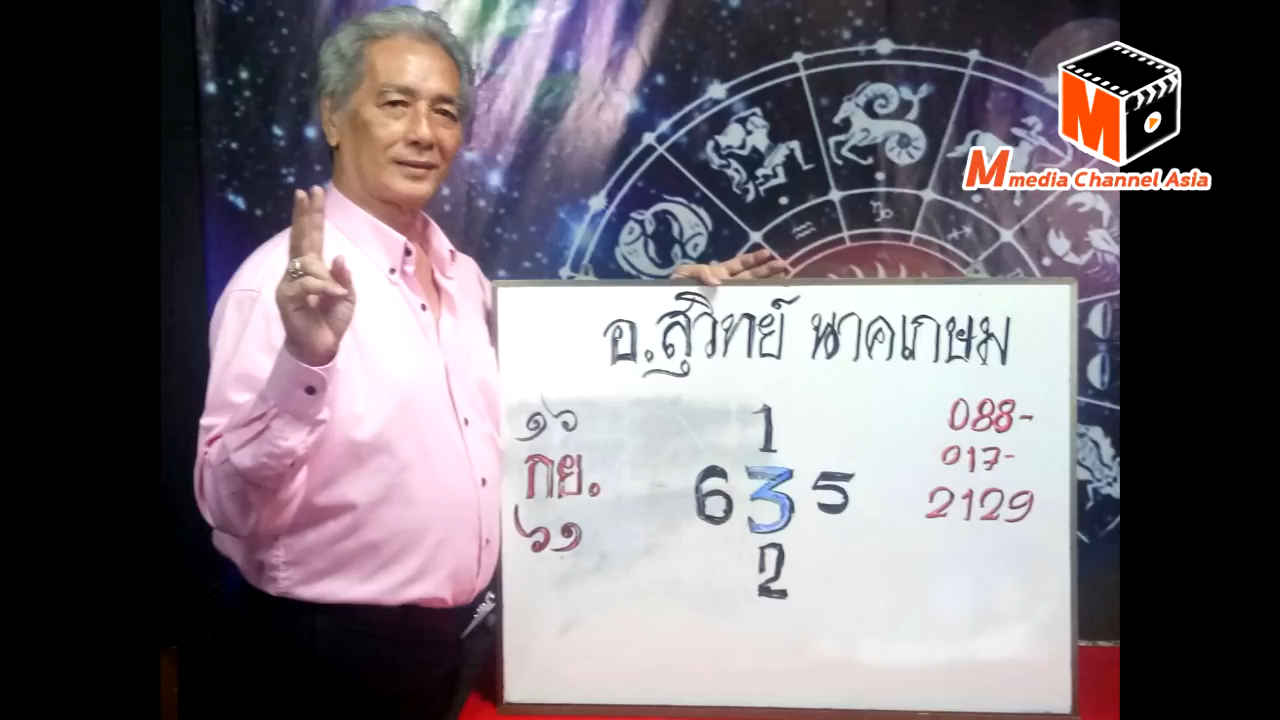 M
M media Channel Asia
อ.สุวิทย์ นาคเกษม
๑๖
กย.
๖๑
1
6 3 5
2
088-
017-
2129